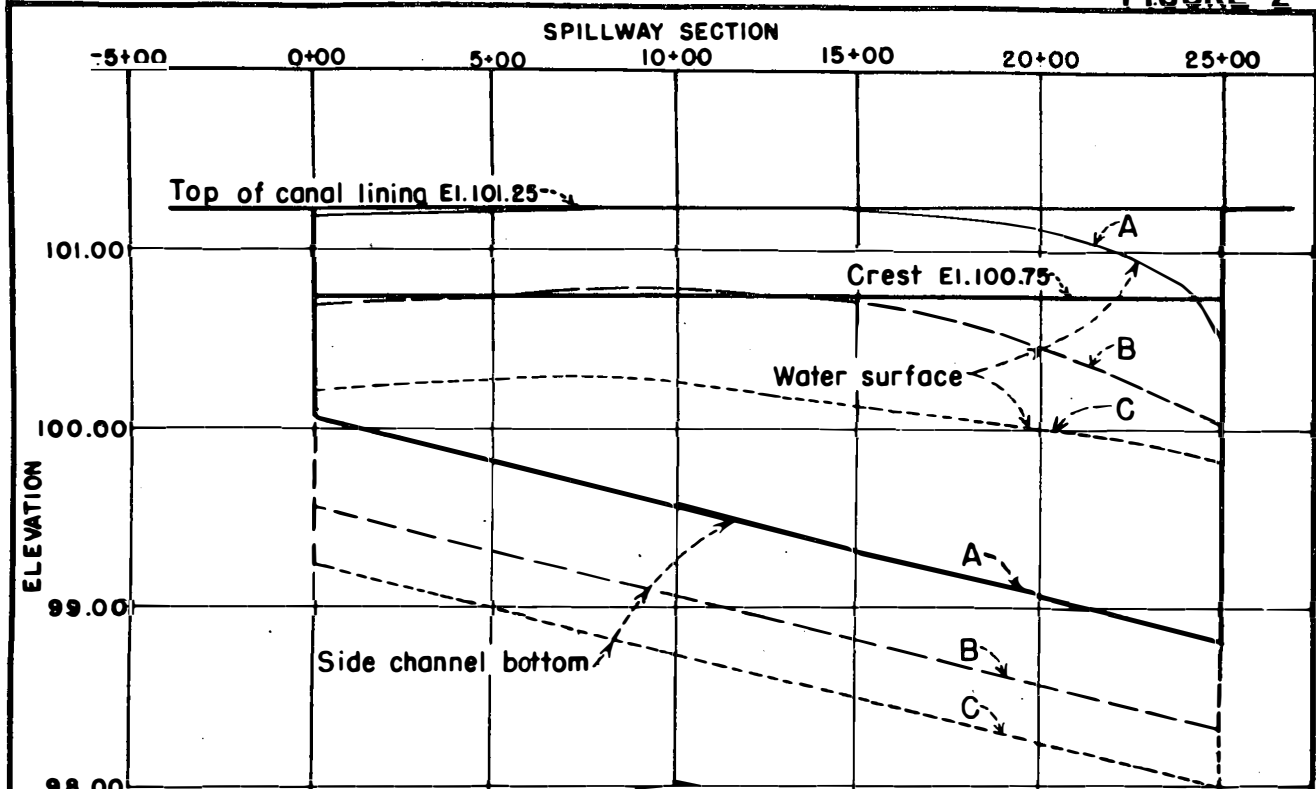 FIGURE 2
SPILLWAY SECTION
-5+00 0+00 5+00 10+00 15+00 20+00 25+00
Top of canal lining El.101.25
A
101.00
Crest El.100.75
B
Water surface
C
100.00
ELEVATION
A
99.00
B
Side channel bottom
C
98.00